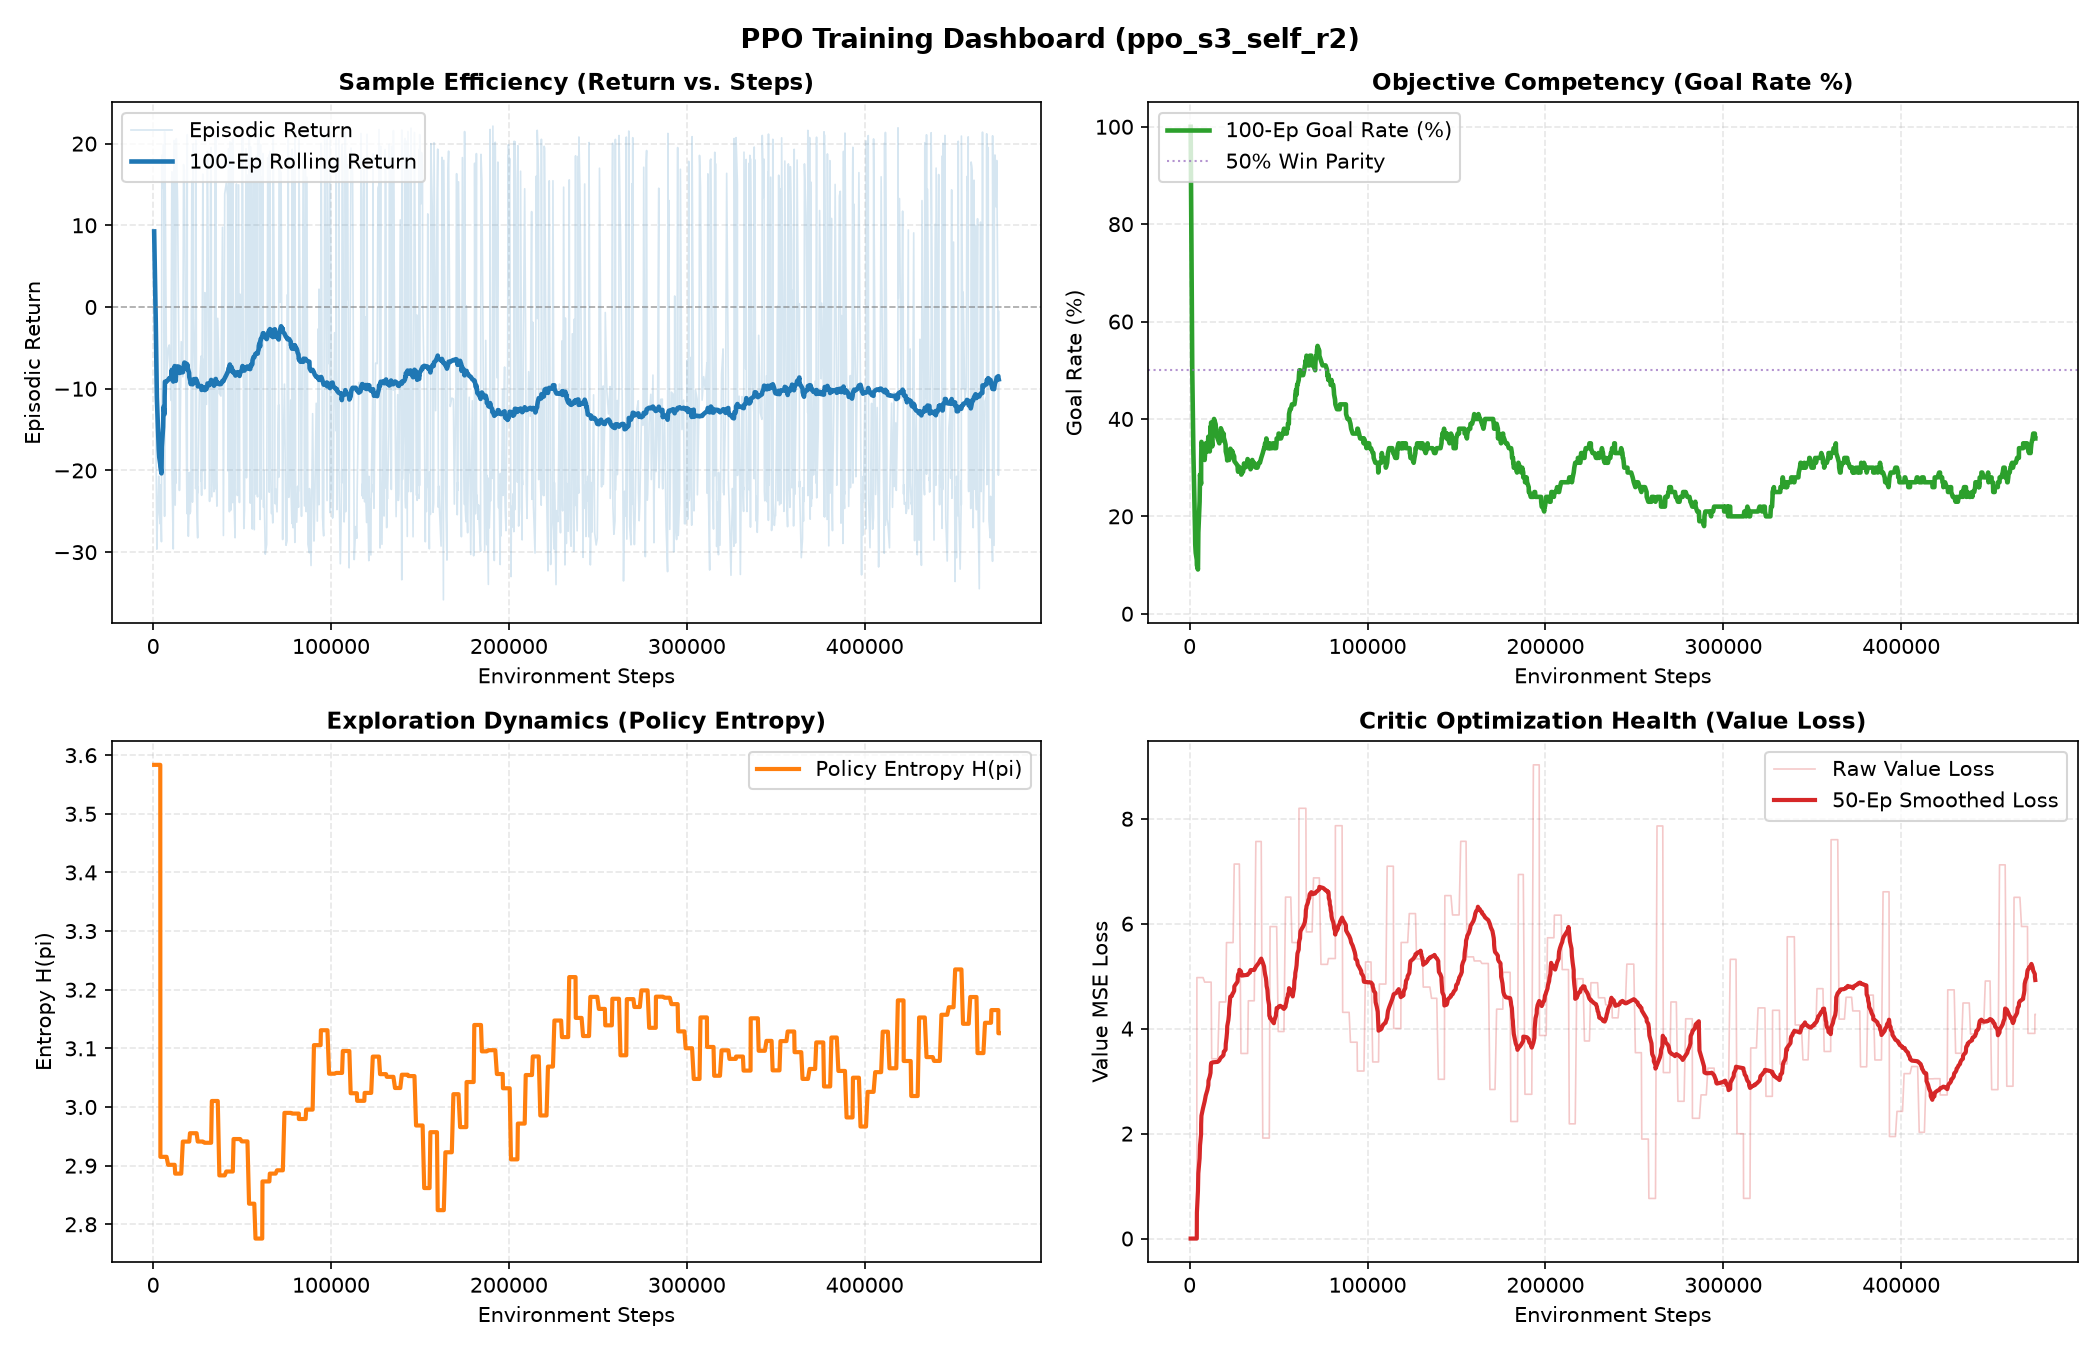 PPO Training Dashboard (ppo_s3_self_r2)
Sample Efficiency (Return vs. Steps)
Episodic Return
100-Ep Rolling Return
20
10
0
−10
−20
−30
Episodic Return
0
100000
200000
300000
400000
Environment Steps
Objective Competency (Goal Rate %)
100-Ep Goal Rate (%)
50% Win Parity
100
80
60
40
20
0
Goal Rate (%)
0
100000
200000
300000
400000
Environment Steps
Exploration Dynamics (Policy Entropy)
Policy Entropy H(pi)
3.6
3.5
3.4
3.3
3.2
3.1
3.0
2.9
2.8
Entropy H(pi)
0
100000
200000
300000
400000
Environment Steps
Critic Optimization Health (Value Loss)
Raw Value Loss
50-Ep Smoothed Loss
8
6
4
2
0
Value MSE Loss
0
100000
200000
300000
400000
Environment Steps